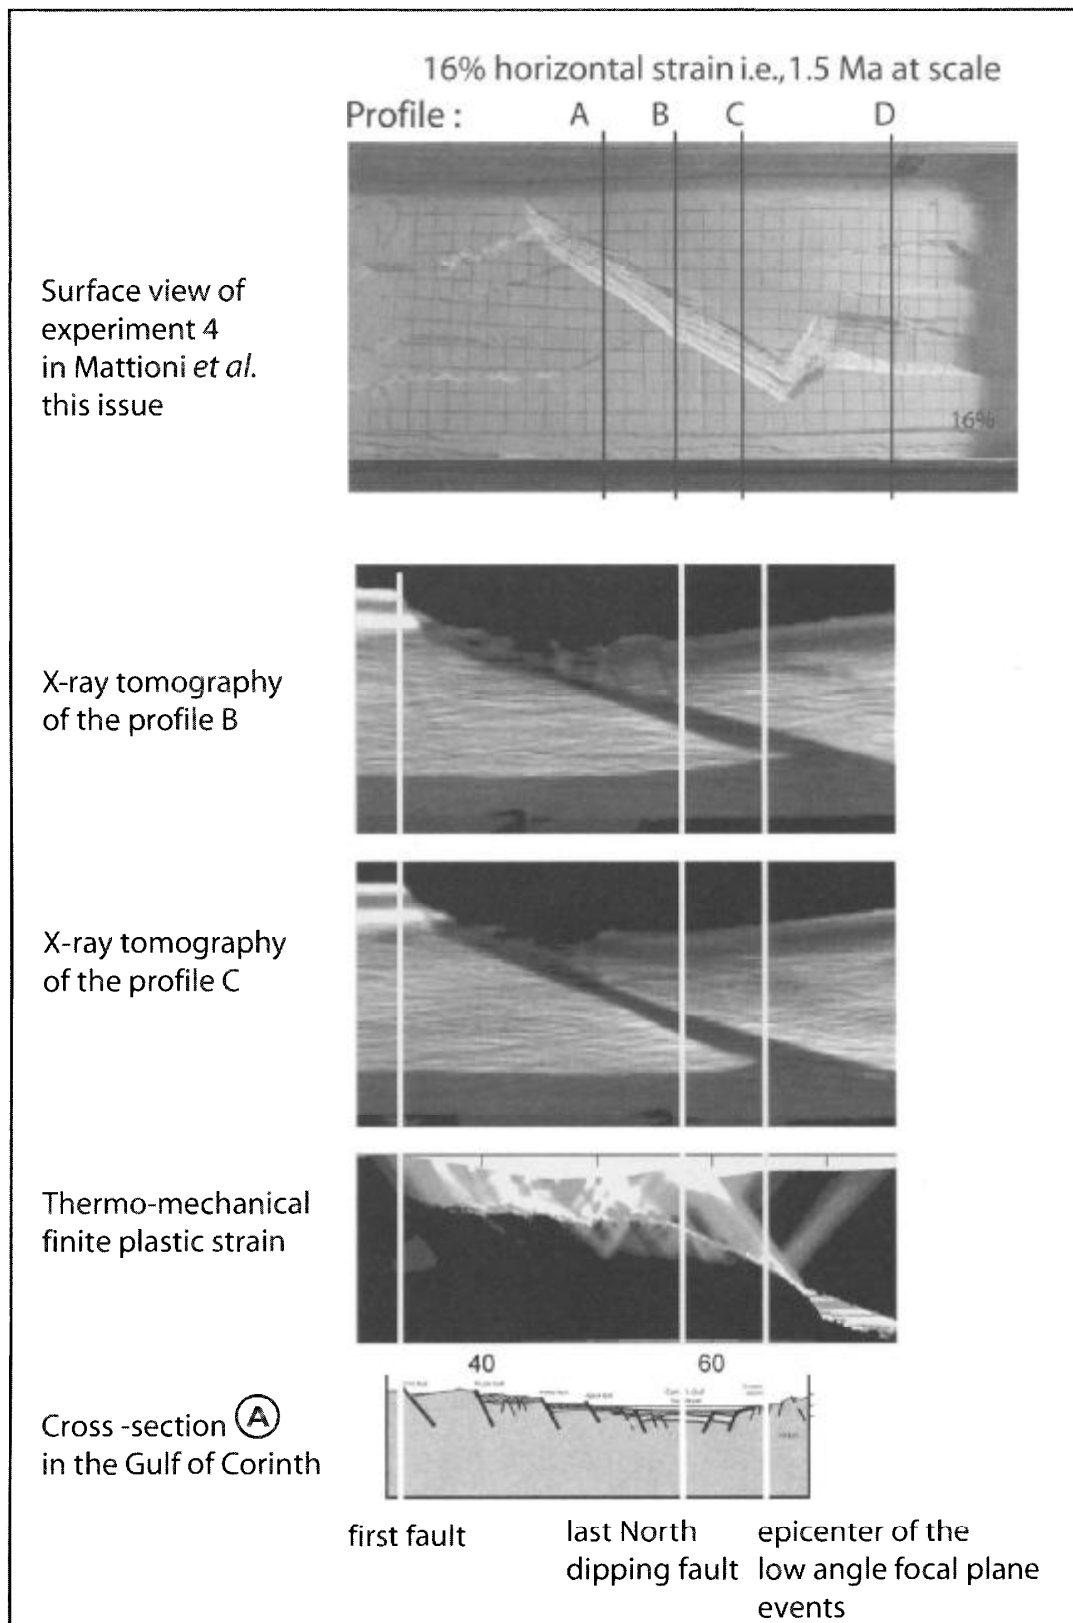 16% horizontal strain i.e., 1.5 Ma at scale
Profile :
A
B
C
D
Surface view of
experiment 4
in Mattioni et al.
this issue
16%
X-ray tomography
of the profile B
X-ray tomography
of the profile C
Thermo-mechanical
finite plastic strain
40
60
Cross -section A
in the Gulf of Corinth
first fault
last North
dipping fault
epicenter of the
low angle focal plane
events